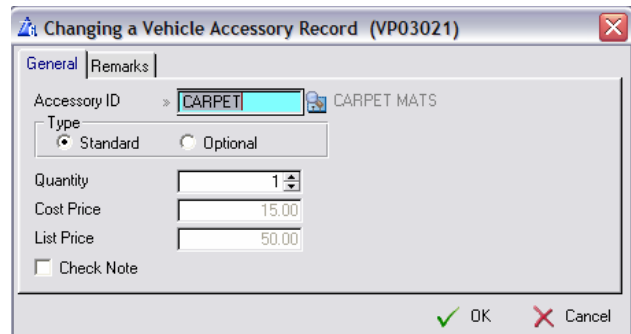 Changing a Vehicle Accessory Record (VP03021)
General Remarks
Accessory ID » CARPET CARPET MATS
Type
Standard Optional
Quantity 1
Cost Price 15.00
List Price 50.00
Check Note
OK Cancel